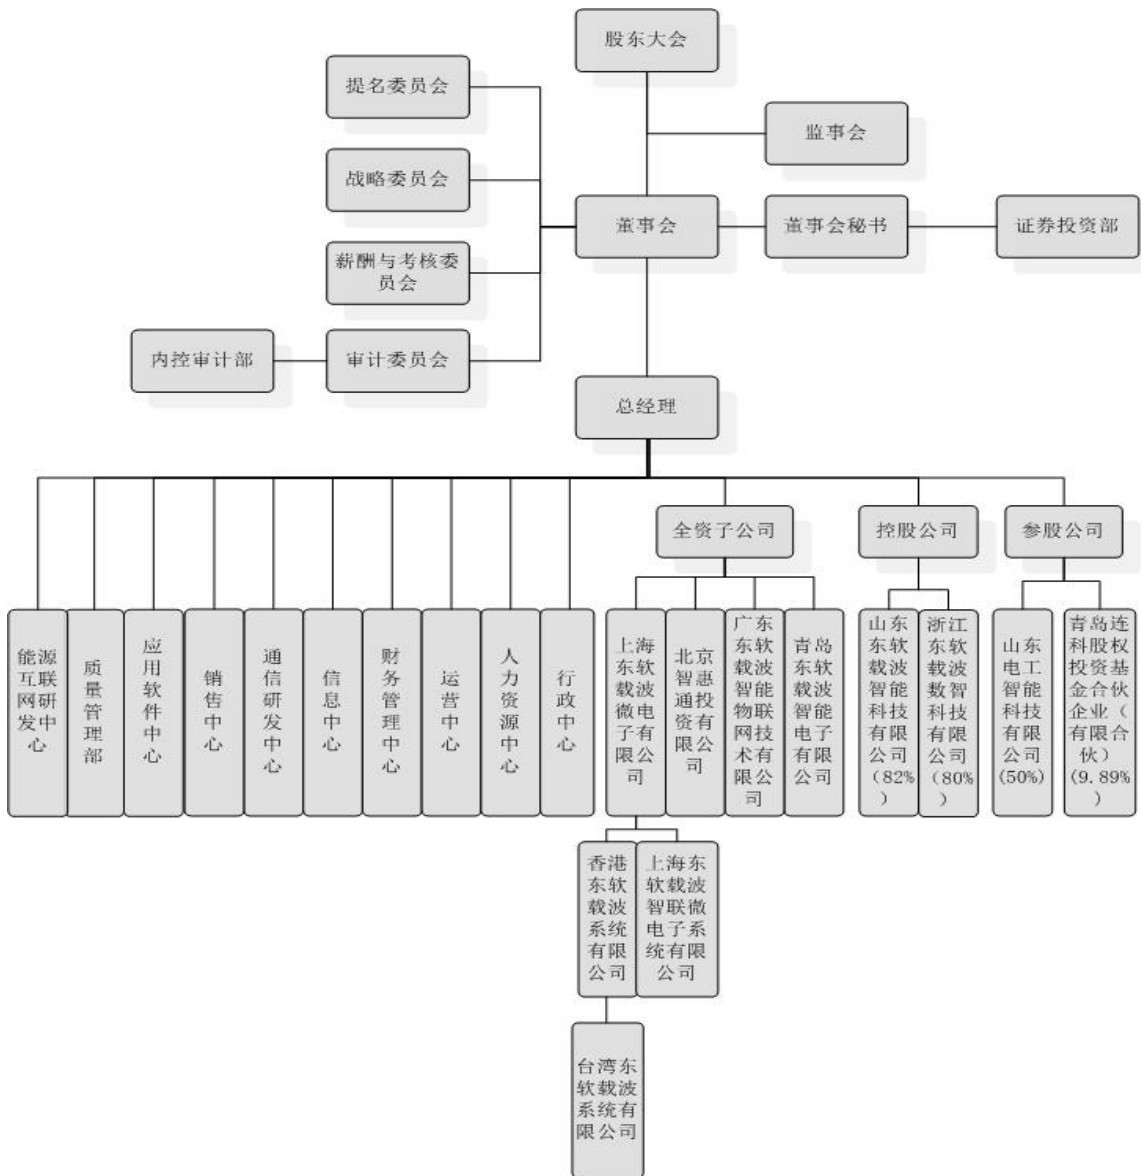 股东大会
提名委员会
监事会
战略委员会
董事会
董事会秘书
证券投资部
薪酬与考核委
员会
内控审计部
审计委员会
总经理
全资子公司
控股公司
参股公司
能源
互联
网研
发中
心
质
量
管
理
部
应
用
软
件
中
心
销
售
中
心
通
信
研
发
中
心
信
息
中
心
财
务
管
理
中
心
运
营
中
心
人
力
资
源
中
心
行
政
中
心
上海
东软
载波
微电
子有
限公
司
北京
智惠
通投
资有
限公
司
广东
东软
载波
智能
物联
网技
术有
限公
司
青岛
东软
载波
智能
电子
有限
公司
山东
东软
载波
智能
科技
有限
公司
（82%
）
浙江
东软
载波
数智
科技
有限
公司
（80%
）
山东
电工
智能
科技
有限
公司
(50%)
青岛连
科股权
投资基
金合伙
企业（
有限合
伙）
(9.89%
)
香港
东软
载波
系统
有限
公司
上海东
软载波
智联微
电子系
统有限
公司
台湾东
软载波
系统有
限公司